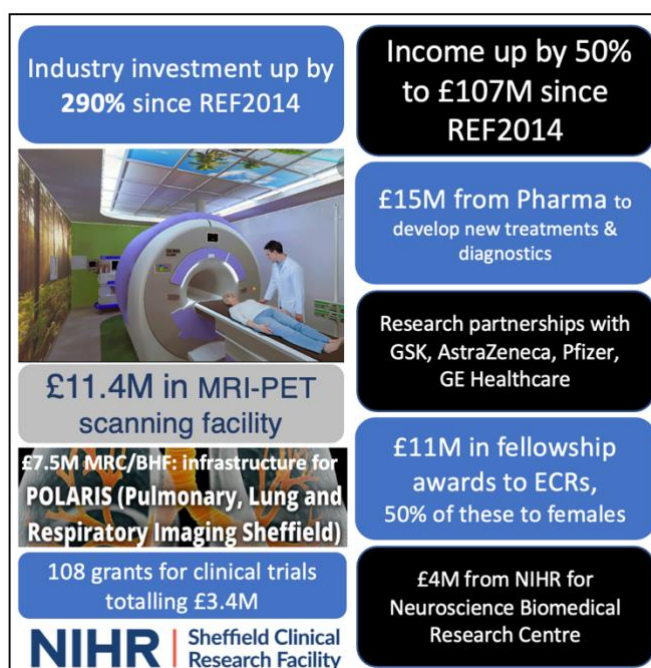 Industry investment up by
290% since REF2014
£11.4M in MRI-PET
scanning facility
£7.5M MRC/BHF: infrastructure for
POLARIS (Pulmonary, Lung and
Respiratory Imaging Sheffield)
108 grants for clinical trials
totalling £3.4M
NIHR | Sheffield Clinical
Research Facility
Income up by 50%
to £107M since
REF2014
£15M from Pharma to
develop new treatments &
diagnostics
Research partnerships with
GSK, AstraZeneca, Pfizer,
GE Healthcare
£11M in fellowship
awards to ECRs,
50% of these to females
£4M from NIHR for
Neuroscience Biomedical
Research Centre